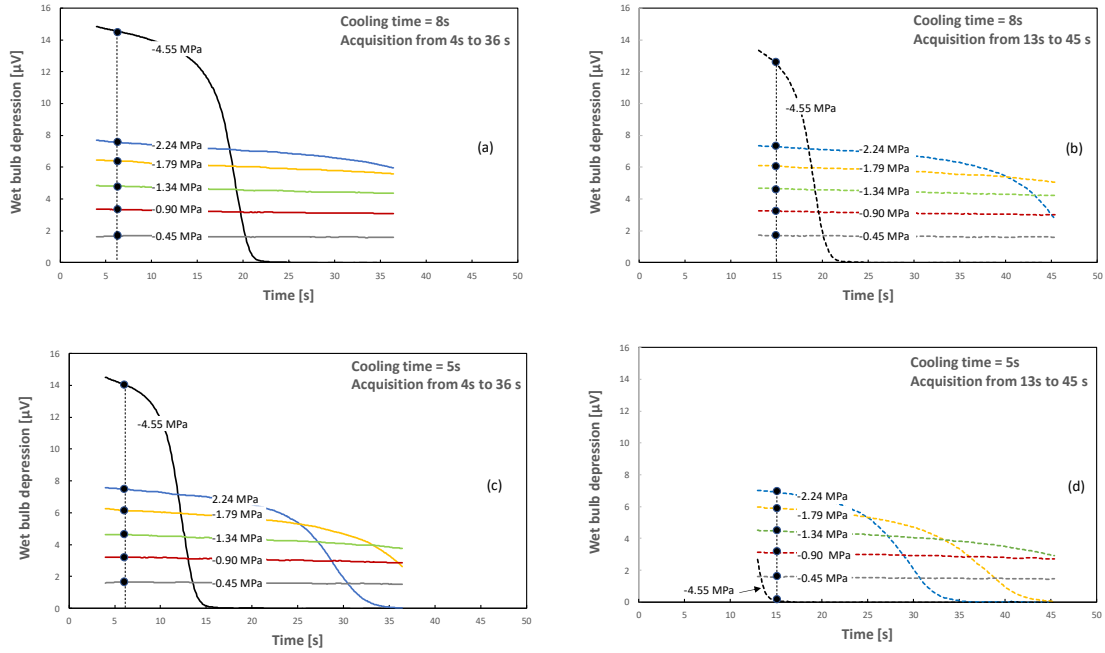 Cooling time = 8s
Acquisition from 4s to 36 s
Wet bulb depression [µV]
16
14
12
10
8
6
4
2
0
-4.55 MPa
-2.24 MPa
-1.79 MPa
-1.34 MPa
-0.90 MPa
-0.45 MPa
(a)
0 5 10 15 20 25 30 35 40 45 50
Time [s]
Cooling time = 8s
Acquisition from 13s to 45 s
Wet bulb depression [µV]
16
14
12
10
8
6
4
2
0
-4.55 MPa
-2.24 MPa
-1.79 MPa
-1.34 MPa
-0.90 MPa
-0.45 MPa
(b)
0 5 10 15 20 25 30 35 40 45 50
Time [s]
Cooling time = 5s
Acquisition from 4s to 36 s
Wet bulb depression [µV]
16
14
12
10
8
6
4
2
0
-4.55 MPa
-2.24 MPa
-1.79 MPa
-1.34 MPa
-0.90 MPa
-0.45 MPa
(c)
0 5 10 15 20 25 30 35 40 45 50
Time [s]
Cooling time = 5s
Acquisition from 13s to 45 s
Wet bulb depression [µV]
16
14
12
10
8
6
4
2
0
-2.24 MPa
-1.79 MPa
-1.34 MPa
-0.90 MPa
-0.45 MPa
-4.55 MPa
(d)
0 5 10 15 20 25 30 35 40 45 50
Time [s]